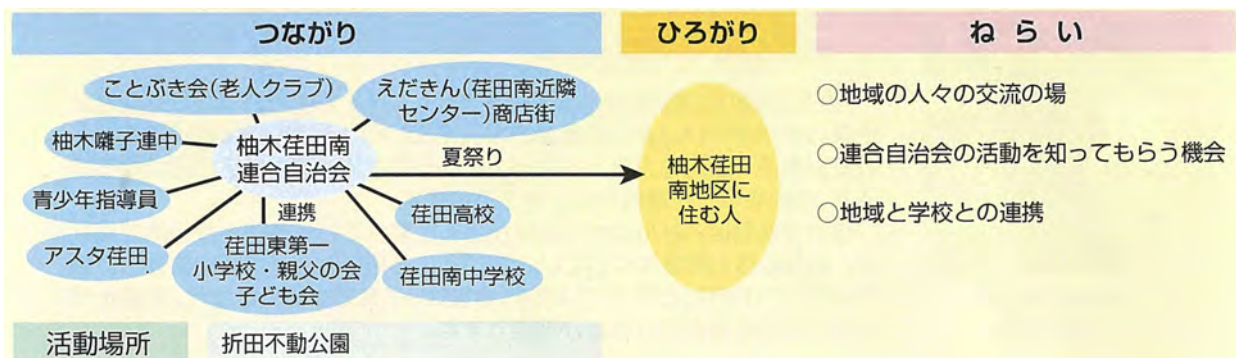 つながり
ひろがり
ねらい
ことぶき会(老人クラブ)
えだきん(荏田南近隣
センター)商店街
柚木囃子連中
柚木荏田南
連合自治会
夏祭り
青少年指導員
連携
荏田高校
アスタ荏田
荏田東第一
小学校・親父の会
子ども会
荏田南中学校
柚木荏田
南地区に
住む人
○地域の人々の交流の場
○連合自治会の活動を知ってもらう機会
○地域と学校との連携
活動場所
折田不動公園